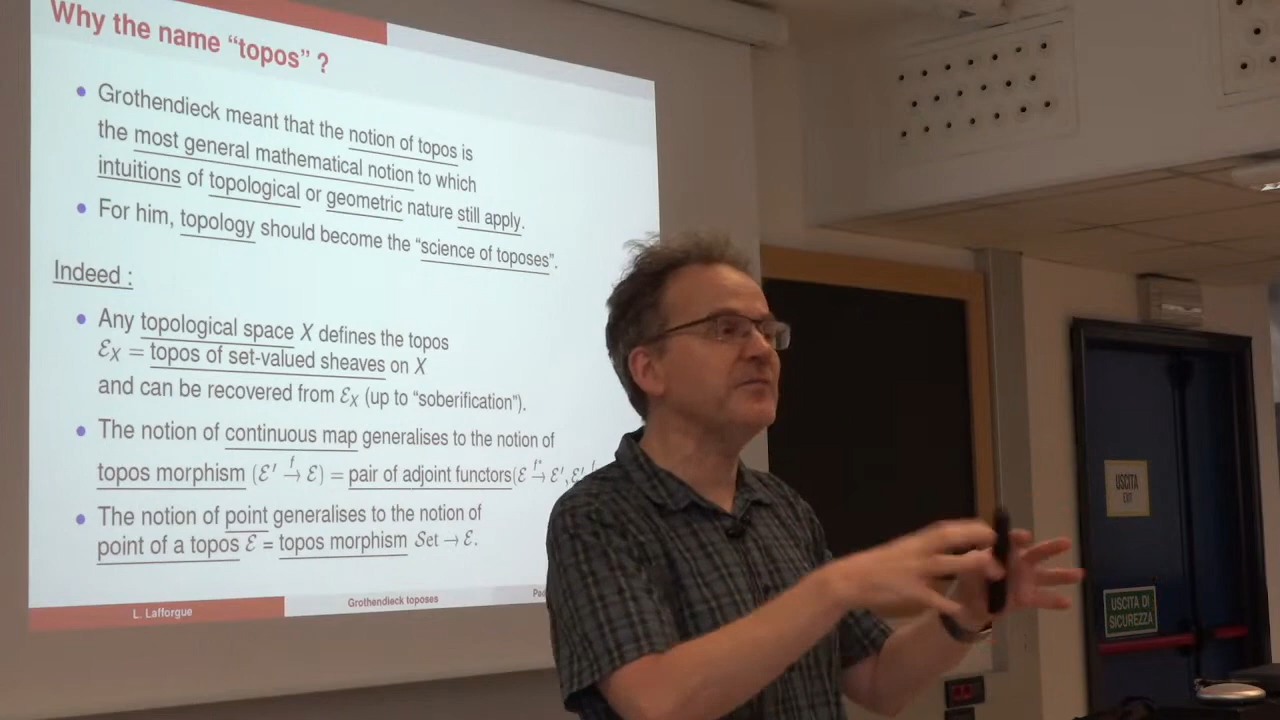 Why the name “topos” ?
• Grothendieck meant that the notion of topos is
the most general mathematical notion to which
intuitions of topological or geometric nature still apply.
• For him, topology should become the “science of toposes”.
Indeed :
• Any topological space X defines the topos
ℰ_X = topos of set-valued sheaves on X
and can be recovered from ℰ_X (up to “soberification”).
• The notion of continuous map generalises to the notion of
topos morphism (ℰ′ →^f ℰ) = pair of adjoint functors(ℰ →^{f*} ℰ′, ℰ′
• The notion of point generalises to the notion of
point of a topos ℰ = topos morphism Set → ℰ.
L. Lafforgue
Grothendieck toposes
USCITA
EXIT
USCITA DI
SICUREZZA